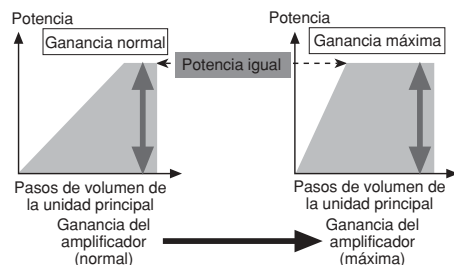 Potencia
Ganancia normal
Potencia igual
Pasos de volumen de
la unidad principal
Ganancia del
amplificador
(normal)
Potencia
Ganancia máxima
Pasos de volumen de
la unidad principal
Ganancia del
amplificador
(máxima)